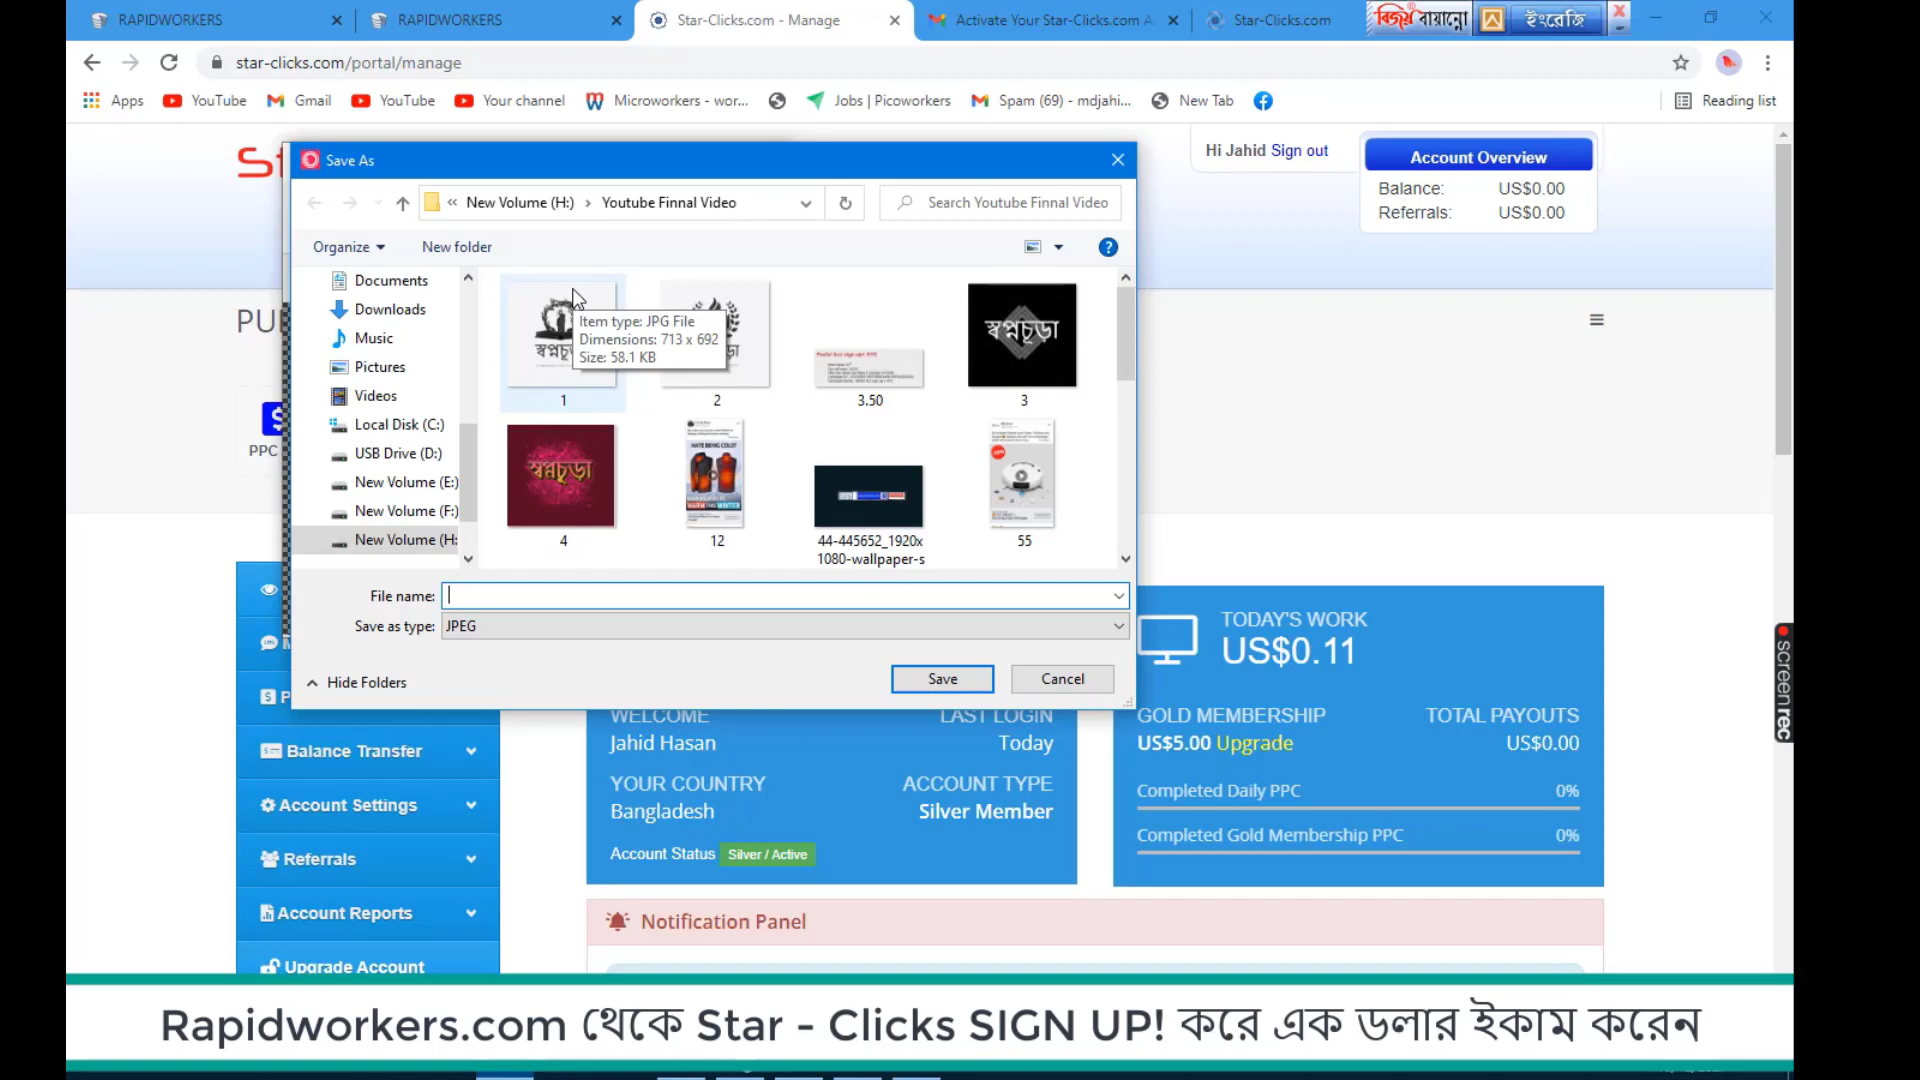 RAPIDWORKERS
RAPIDWORKERS
Star-Clicks.com - Manage
Activate Your Star-Clicks.com A
Star-Clicks.com
বিজয় বায়ান্নো
ইংরেজি
star-clicks.com/portal/manage
Apps
YouTube
Gmail
YouTube
Your channel
Microworkers - wor...
Jobs | Picoworkers
Spam (69) - mdjahi...
New Tab
Reading list
St
Hi Jahid Sign out
Account Overview
Balance: US$0.00
Referrals: US$0.00
Save As
New Volume (H:) › Youtube Finnal Video
Search Youtube Finnal Video
Organize
New folder
Documents
Downloads
Music
Pictures
Videos
Local Disk (C:)
USB Drive (D:)
New Volume (E:)
New Volume (F:)
New Volume (H:
Item type: JPG File
Dimensions: 713 x 692
Size: 58.1 KB
স্বপ্নচূড়া
1
2
3.50
3
স্বপ্নচূড়া
HATE BEING COLD?
4
12
44-445652_1920x
1080-wallpaper-s
55
File name:
Save as type: JPEG
Hide Folders
Save
Cancel
PU
PPC
P
Balance Transfer
Account Settings
Referrals
Account Reports
Upgrade Account
TODAY'S WORK
US$0.11
WELCOME
Jahid Hasan
LAST LOGIN
Today
YOUR COUNTRY
Bangladesh
ACCOUNT TYPE
Silver Member
Account Status Silver / Active
GOLD MEMBERSHIP
US$5.00 Upgrade
TOTAL PAYOUTS
US$0.00
Completed Daily PPC 0%
Completed Gold Membership PPC 0%
Notification Panel
screenrec
Rapidworkers.com থেকে Star - Clicks SIGN UP! করে এক ডলার ইকাম করেন